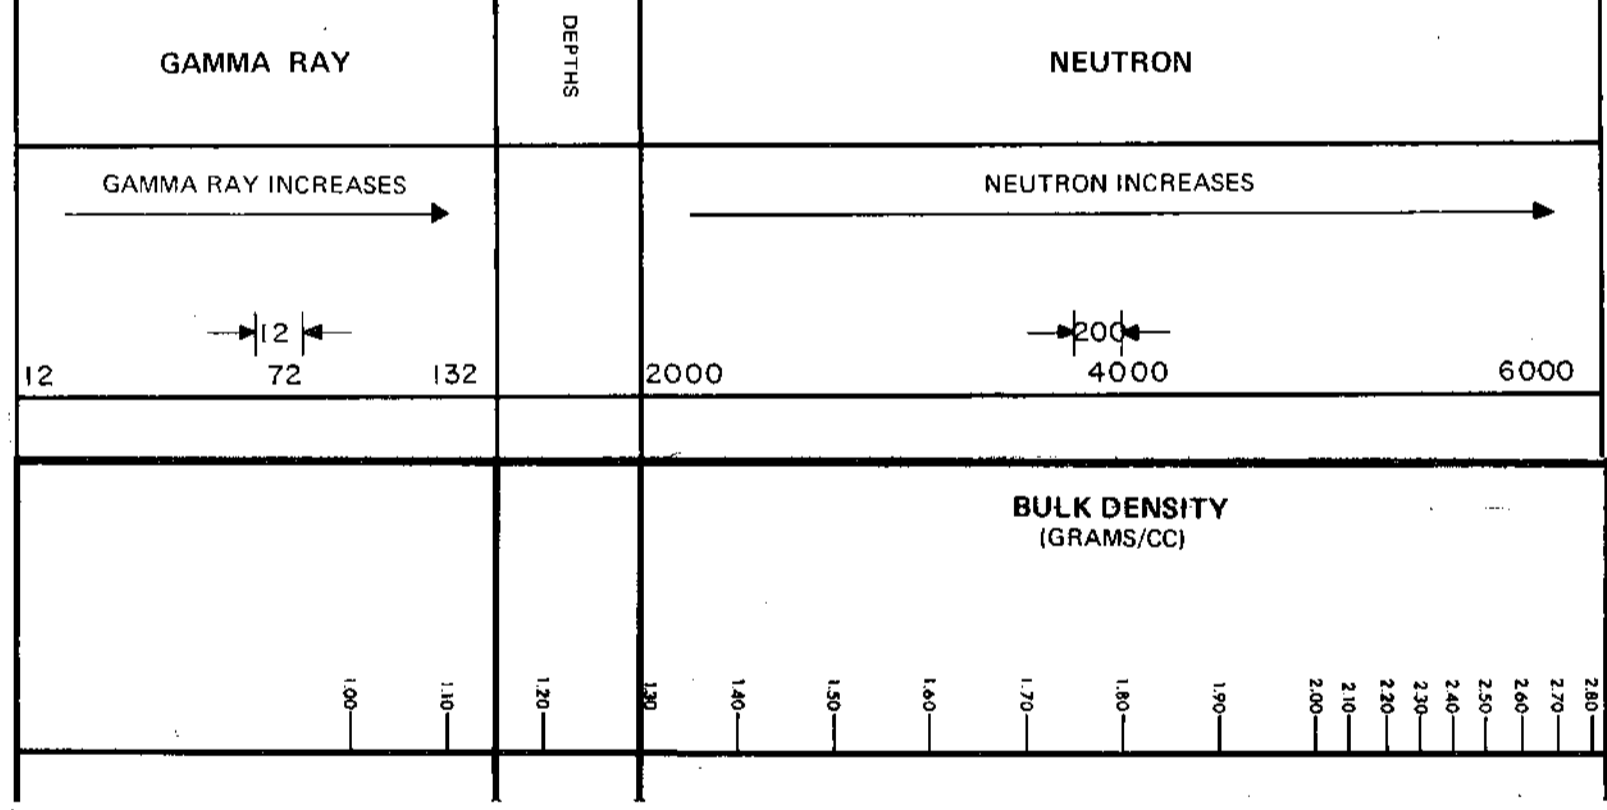 GAMMA RAY
DEPTHS
NEUTRON
GAMMA RAY INCREASES
NEUTRON INCREASES
12
200
12 72 132
2000 4000 6000
BULK DENSITY
(GRAMS/CC)
1.00 1.10 1.20 1.30 1.40 1.50 1.60 1.70 1.80 1.90 2.00 2.10 2.20 2.30 2.40 2.50 2.60 2.70 2.80